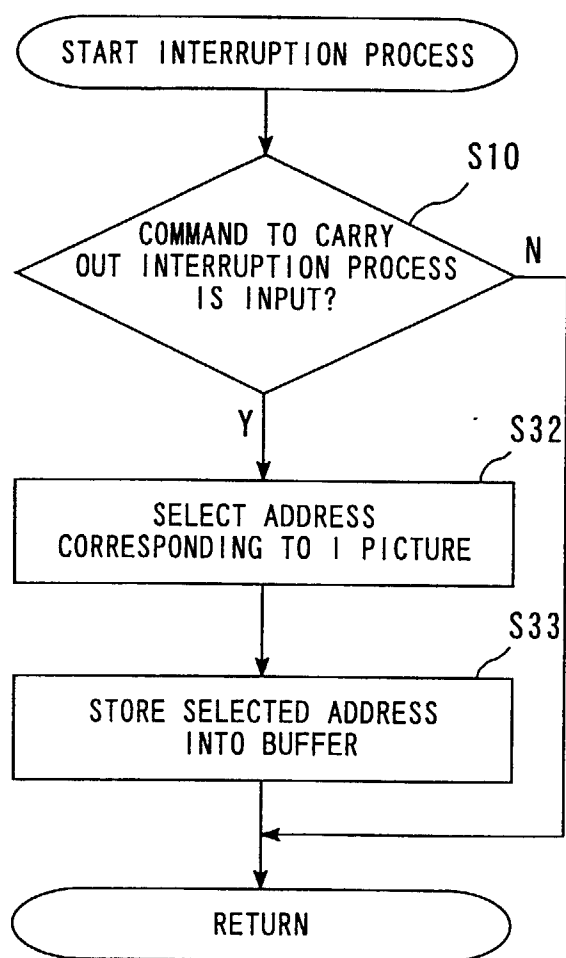 START INTERRUPTION PROCESS
S10
COMMAND TO CARRY
OUT INTERRUPTION PROCESS
IS INPUT?
N
Y
S32
SELECT ADDRESS
CORRESPONDING TO I PICTURE
S33
STORE SELECTED ADDRESS
INTO BUFFER
RETURN